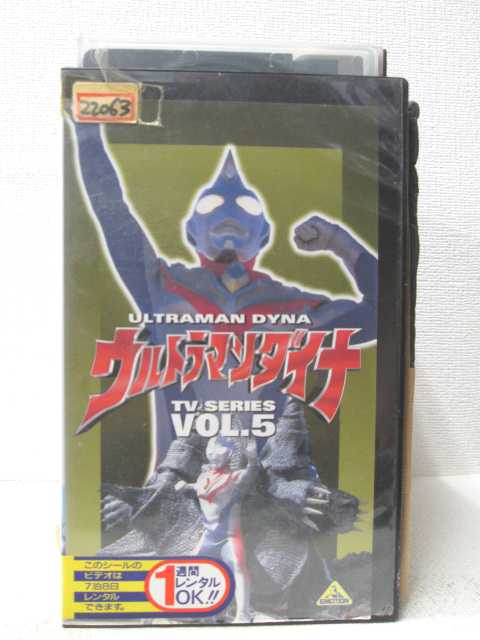 22063
ULTRAMAN DYNA
ウルトラマンダイナ
TV SERIES
VOL.5
このシールの
ビデオは
7泊8日
レンタル
できます。
1週間
レンタル
OK!!
EMOTION